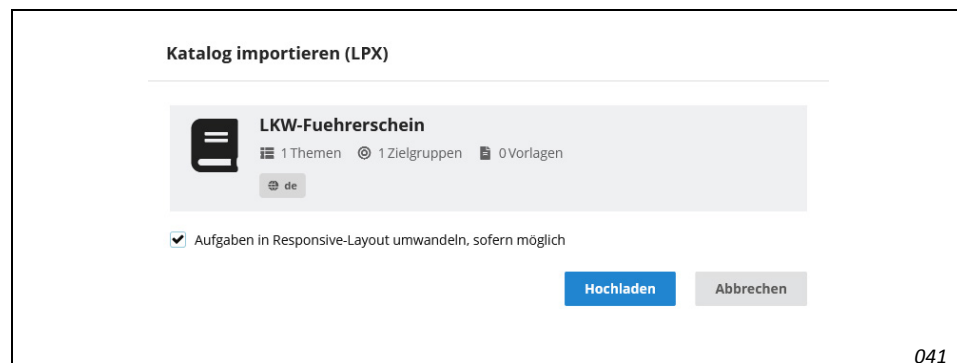 Katalog importieren (LPX)
LKW-Fuehrerschein
1 Themen 1 Zielgruppen 0 Vorlagen
de
Aufgaben in Responsive-Layout umwandeln, sofern möglich
Hochladen Abbrechen
041